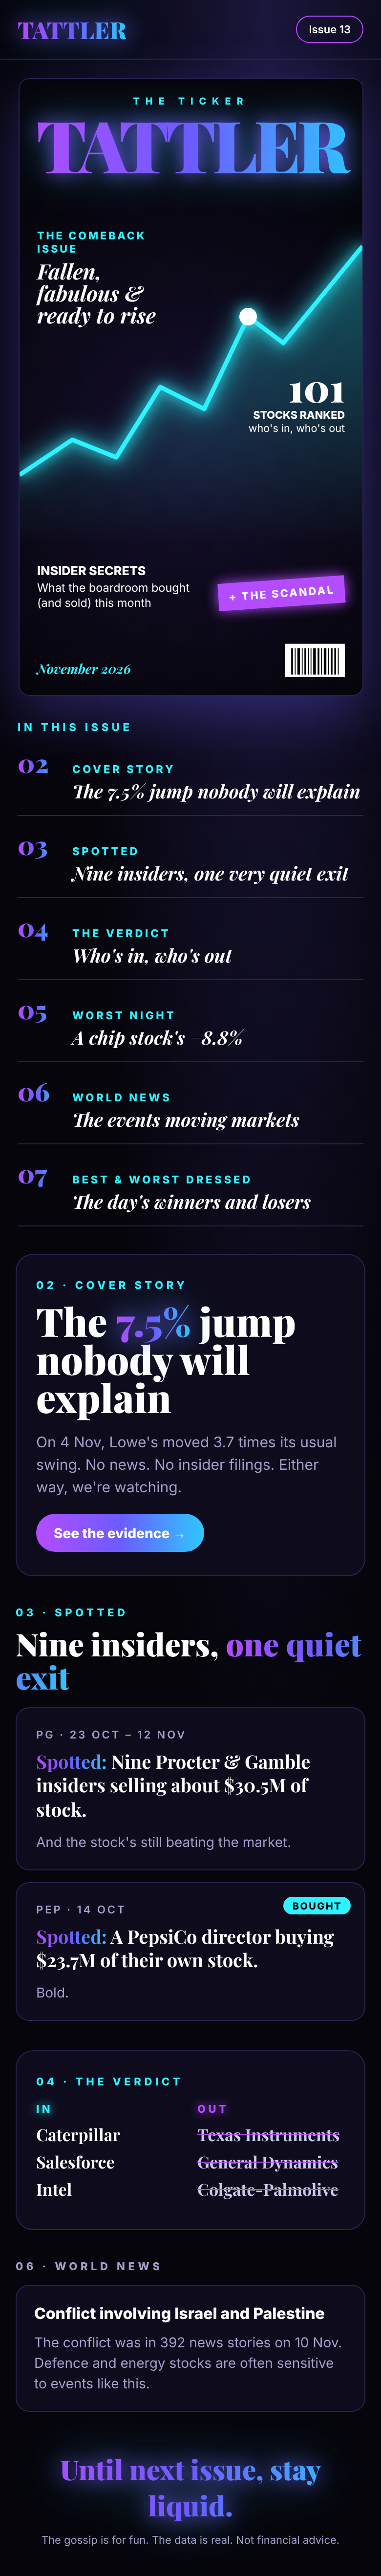 TATTLER
Issue 13
THE TICKER
TATTLER
THE COMEBACK
ISSUE
Fallen,
fabulous &
ready to rise
101
STOCKS RANKED
who's in, who's out
INSIDER SECRETS
What the boardroom bought
(and sold) this month
+ THE SCANDAL
November 2026
IN THIS ISSUE
02
COVER STORY
The 7.5% jump nobody will explain
03
SPOTTED
Nine insiders, one very quiet exit
04
THE VERDICT
Who's in, who's out
05
WORST NIGHT
A chip stock's −8.8%
06
WORLD NEWS
The events moving markets
07
BEST & WORST DRESSED
The day's winners and losers
02 · COVER STORY
The 7.5% jump
nobody will
explain
On 4 Nov, Lowe's moved 3.7 times its usual
swing. No news. No insider filings. Either
way, we're watching.
See the evidence →
03 · SPOTTED
Nine insiders, one quiet
exit
PG · 23 OCT – 12 NOV
Spotted: Nine Procter & Gamble
insiders selling about $30.5M of
stock.
And the stock's still beating the market.
PEP · 14 OCT
BOUGHT
Spotted: A PepsiCo director buying
$23.7M of their own stock.
Bold.
04 · THE VERDICT
IN
Caterpillar
Salesforce
Intel
OUT
Texas Instruments
General Dynamics
Colgate-Palmolive
06 · WORLD NEWS
Conflict involving Israel and Palestine
The conflict was in 392 news stories on 10 Nov.
Defence and energy stocks are often sensitive
to events like this.
Until next issue, stay
liquid.
The gossip is for fun. The data is real. Not financial advice.